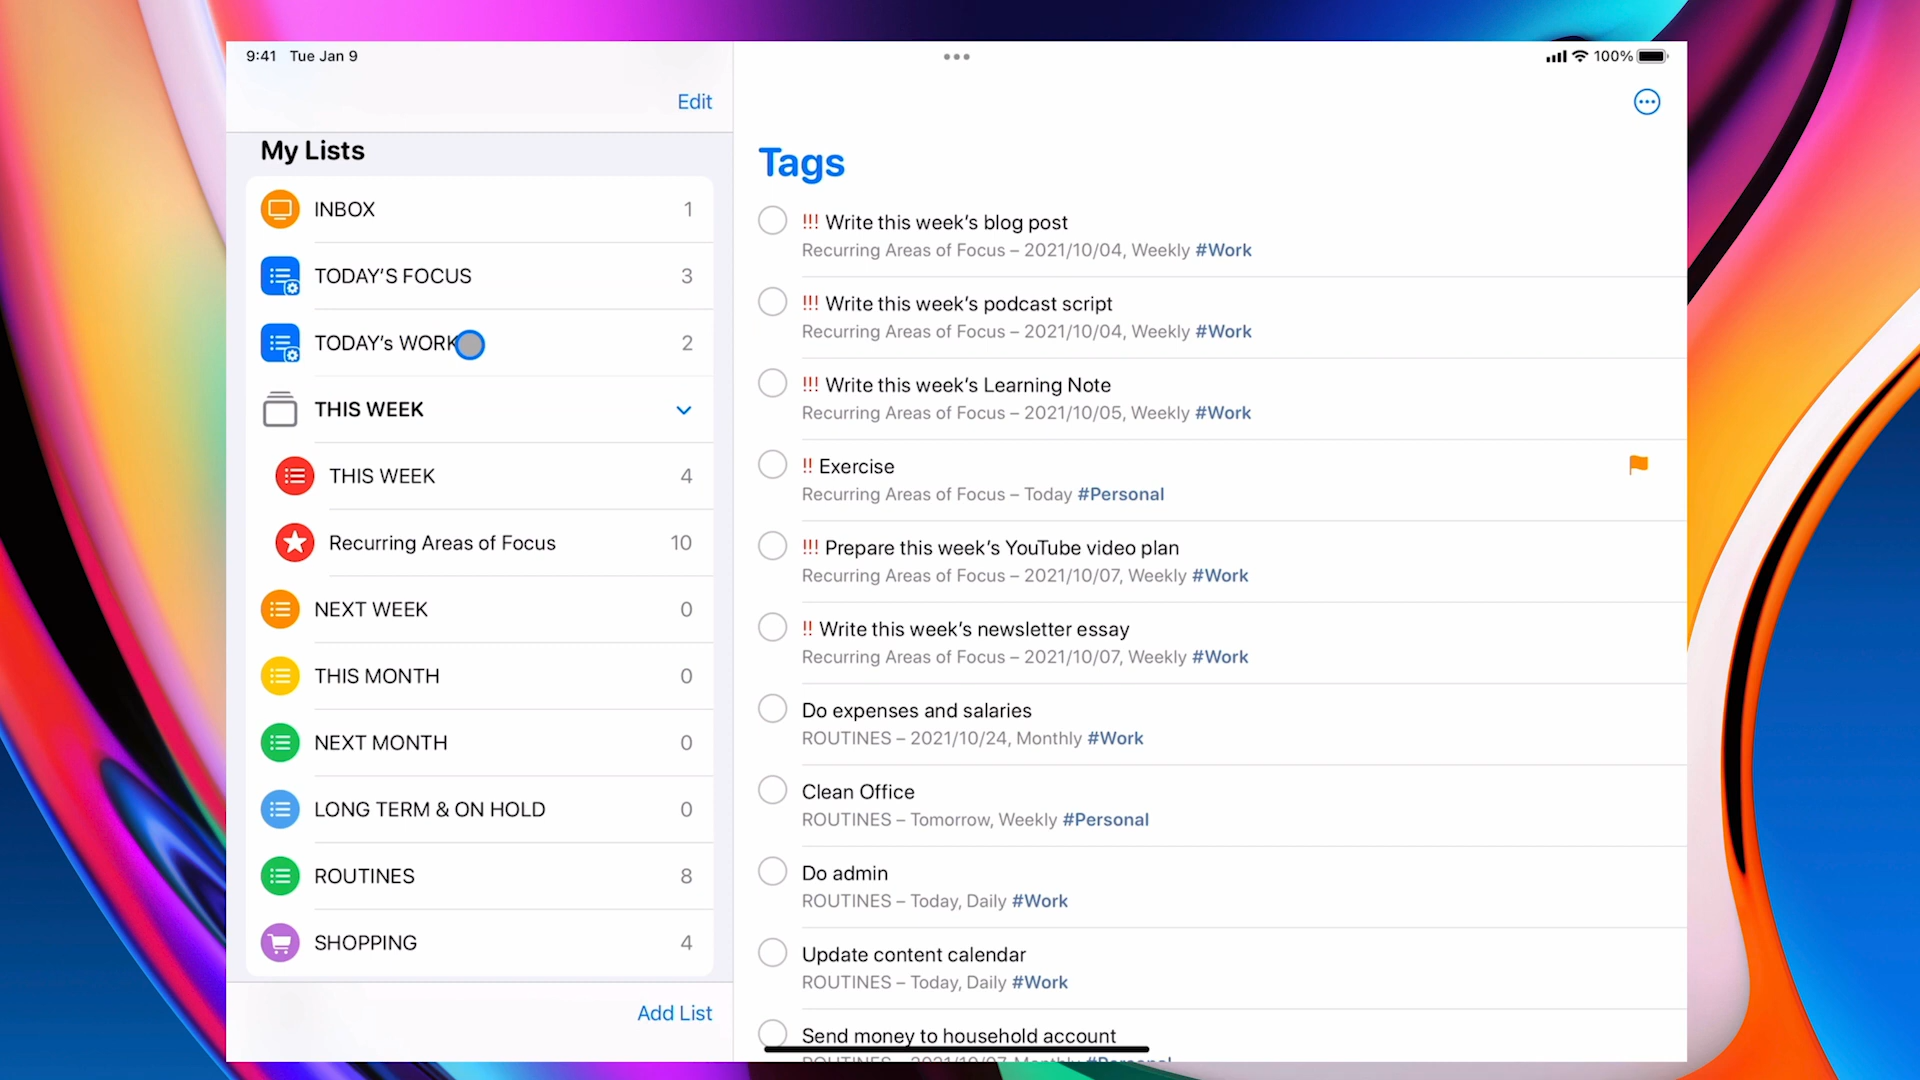 9:41 Tue Jan 9
100%
Edit
My Lists
INBOX 1
TODAY'S FOCUS 3
TODAY's WORK 2
THIS WEEK
THIS WEEK 4
Recurring Areas of Focus 10
NEXT WEEK 0
THIS MONTH 0
NEXT MONTH 0
LONG TERM & ON HOLD 0
ROUTINES 8
SHOPPING 4
Add List
Tags
!!! Write this week's blog post
Recurring Areas of Focus – 2021/10/04, Weekly #Work
!!! Write this week's podcast script
Recurring Areas of Focus – 2021/10/04, Weekly #Work
!!! Write this week's Learning Note
Recurring Areas of Focus – 2021/10/05, Weekly #Work
!! Exercise
Recurring Areas of Focus – Today #Personal
!!! Prepare this week's YouTube video plan
Recurring Areas of Focus – 2021/10/07, Weekly #Work
!! Write this week's newsletter essay
Recurring Areas of Focus – 2021/10/07, Weekly #Work
Do expenses and salaries
ROUTINES – 2021/10/24, Monthly #Work
Clean Office
ROUTINES – Tomorrow, Weekly #Personal
Do admin
ROUTINES – Today, Daily #Work
Update content calendar
ROUTINES – Today, Daily #Work
Send money to household account
ROUTINES – 2021/10/07, Monthly #Personal